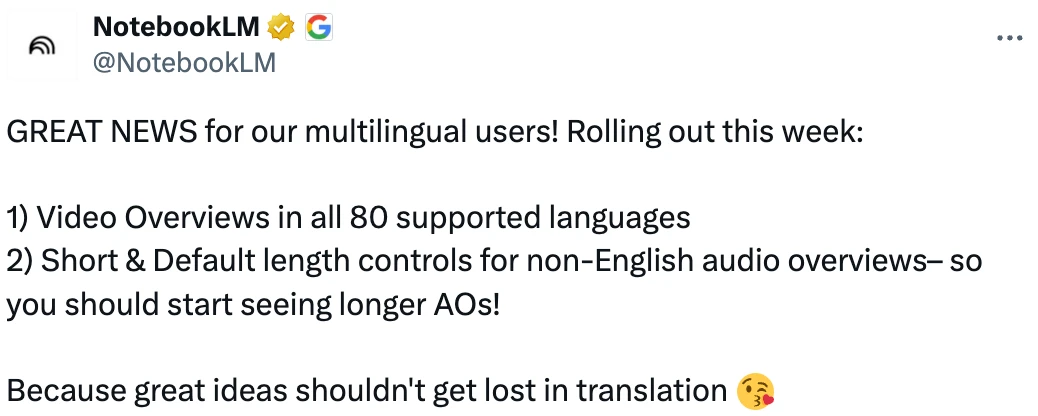 NotebookLM
@NotebookLM
GREAT NEWS for our multilingual users! Rolling out this week:
1) Video Overviews in all 80 supported languages
2) Short & Default length controls for non-English audio overviews– so
you should start seeing longer AOs!
Because great ideas shouldn't get lost in translation 😘